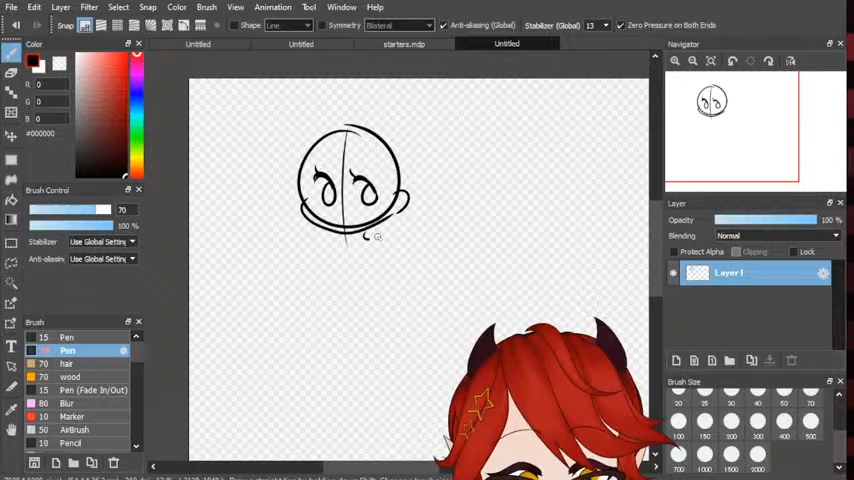 File Edit Layer Filter Select Snap Color Brush View Animation Tool Window Help
Snap Shape Line Symmetry Bilateral Anti-aliasing (Global) Stabilizer (G) 13 Zero Pressure on Both Ends
Untitled Untitled starters.mdp Untitled
Color
R 0
G 0
B 0
#000000
Brush Control
70
100 %
Stabilizer Use Global Setting
Anti-aliasing Use Global Setting
Brush
15 Pen
Pen
70 hair
70 wood
15 Pen (Fade In/Out)
80 Blur
10 Marker
50 AirBrush
10 Pencil
Navigator
Layer
Opacity 100 %
Blending Normal
Protect Alpha Clipping Lock
Layer1
Brush Size
20 25 30 40 50 70
100 150 200 300 400 500
700 1000 1500 2000